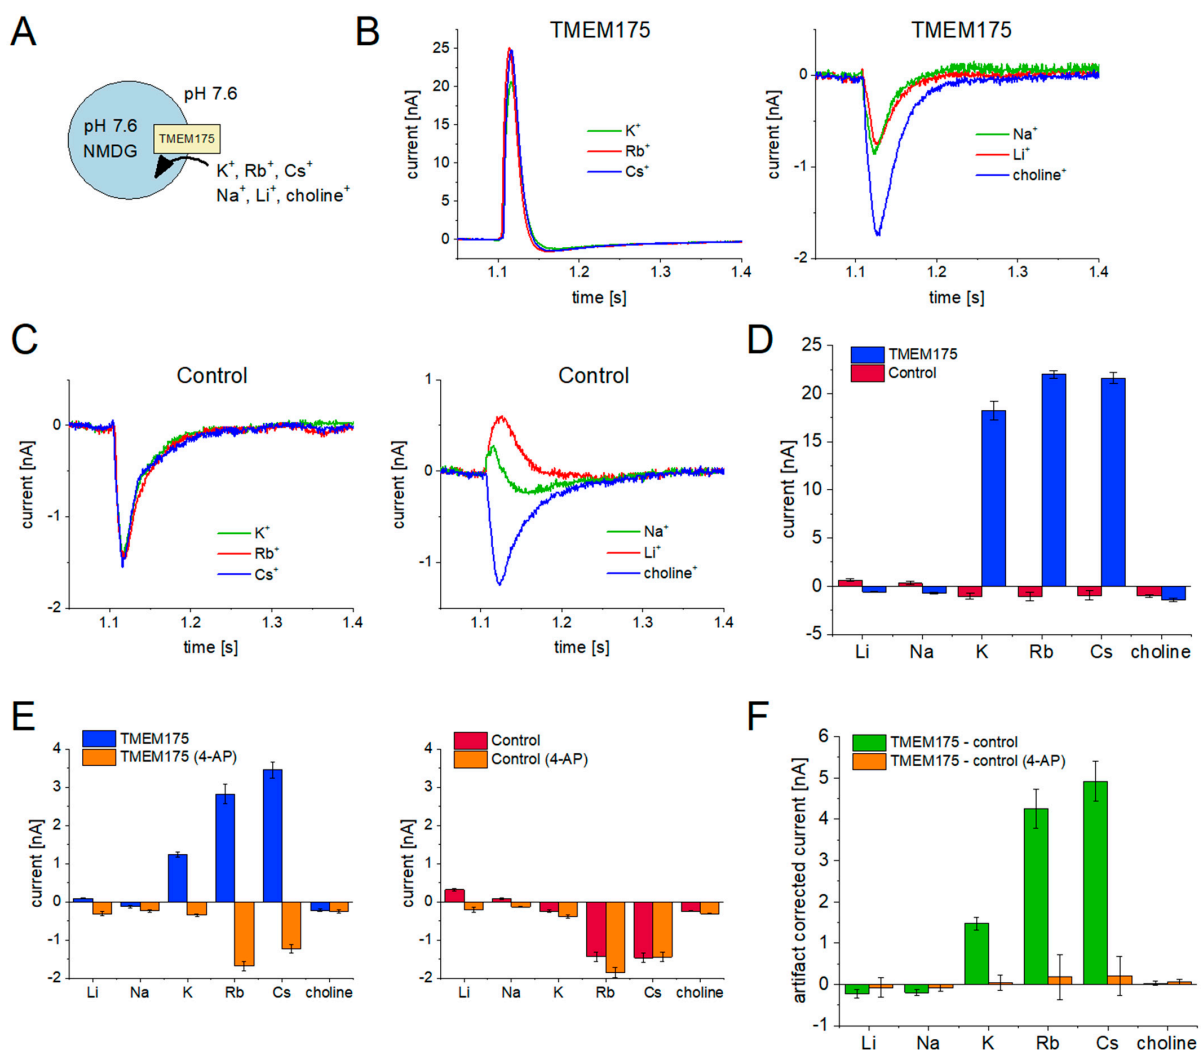 A
pH 7.6
pH 7.6
NMDG
TMEM175
K⁺, Rb⁺, Cs⁺
Na⁺, Li⁺, choline⁺
B
TMEM175
current [nA]
25
20
15
10
5
0
K⁺
Rb⁺
Cs⁺
1.1
1.2
1.3
1.4
time [s]
TMEM175
current [nA]
0
-1
-2
Na⁺
Li⁺
choline⁺
1.1
1.2
1.3
1.4
time [s]
C
Control
current [nA]
0
-1
-2
K⁺
Rb⁺
Cs⁺
1.1
1.2
1.3
1.4
time [s]
Control
current [nA]
1
0
-1
Na⁺
Li⁺
choline⁺
1.1
1.2
1.3
1.4
time [s]
D
TMEM175
Control
current [nA]
25
20
15
10
5
0
-5
Li
Na
K
Rb
Cs
choline
E
TMEM175
TMEM175 (4-AP)
current [nA]
4
3
2
1
0
-1
-2
Li
Na
K
Rb
Cs
choline
Control
Control (4-AP)
current [nA]
4
3
2
1
0
-1
-2
Li
Na
K
Rb
Cs
choline
F
TMEM175 - control
TMEM175 - control (4-AP)
artifact corrected current [nA]
6
5
4
3
2
1
0
-1
Li
Na
K
Rb
Cs
choline